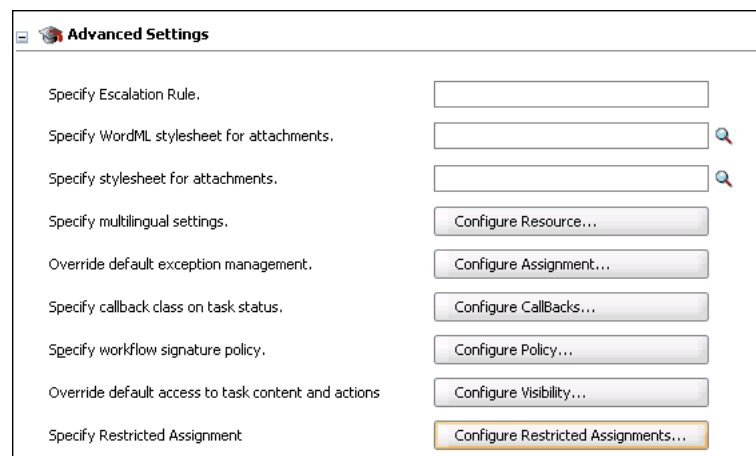 Advanced Settings
Specify Escalation Rule.
Specify WordML stylesheet for attachments.
Specify stylesheet for attachments.
Specify multilingual settings. Configure Resource...
Override default exception management. Configure Assignment...
Specify callback class on task status. Configure CallBacks...
Specify workflow signature policy. Configure Policy...
Override default access to task content and actions Configure Visibility...
Specify Restricted Assignment Configure Restricted Assignments...